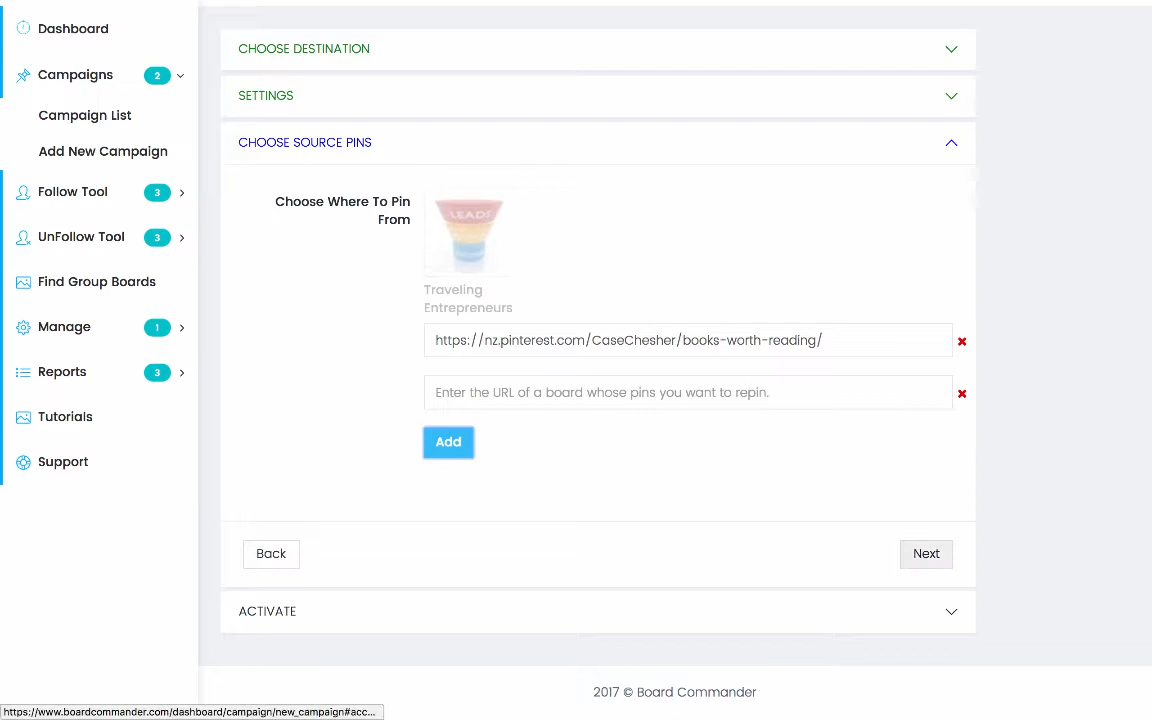 Dashboard
Campaigns 2
Campaign List
Add New Campaign
Follow Tool 3
UnFollow Tool 3
Find Group Boards
Manage 1
Reports 3
Tutorials
Support
CHOOSE DESTINATION
SETTINGS
CHOOSE SOURCE PINS
Choose Where To Pin
From
LEADS
Traveling
Entrepreneurs
https://nz.pinterest.com/CaseChesher/books-worth-reading/
Enter the URL of a board whose pins you want to repin.
Add
Back
Next
ACTIVATE
2017 © Board Commander
https://www.boardcommander.com/dashboard/campaign/new_campaign#acc...